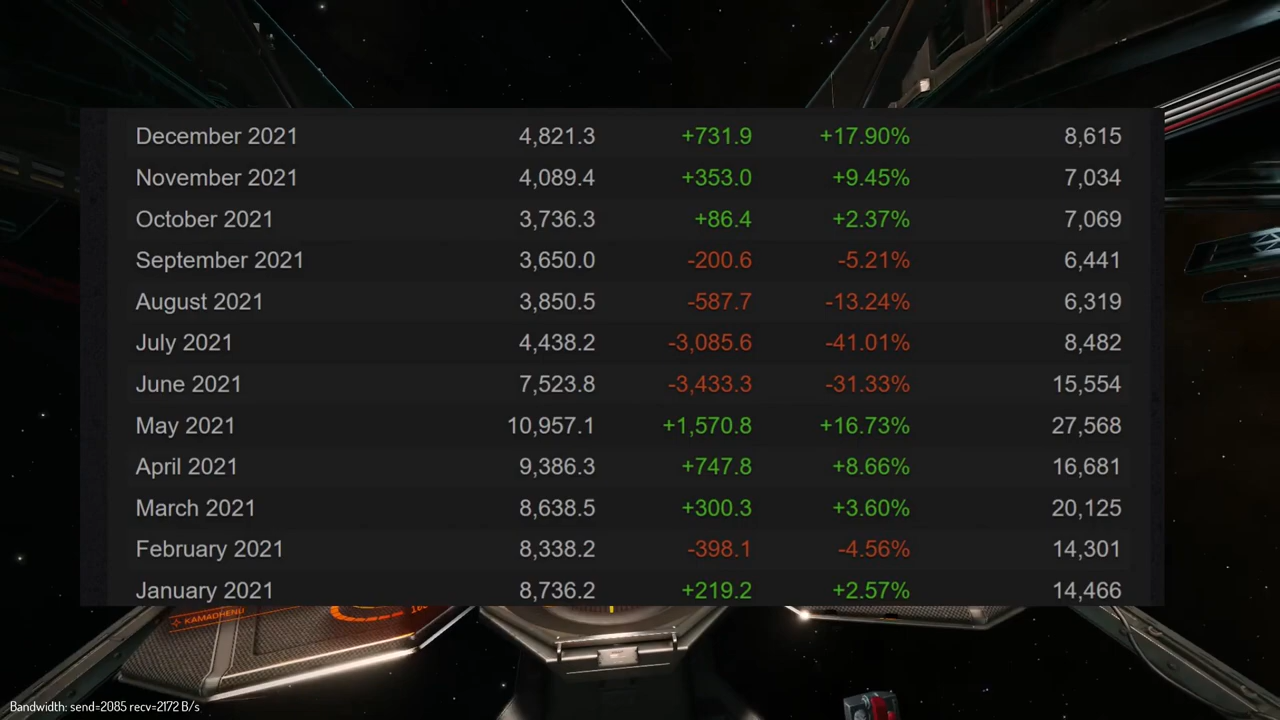 December 2021 4,821.3 +731.9 +17.90% 8,615
November 2021 4,089.4 +353.0 +9.45% 7,034
October 2021 3,736.3 +86.4 +2.37% 7,069
September 2021 3,650.0 -200.6 -5.21% 6,441
August 2021 3,850.5 -587.7 -13.24% 6,319
July 2021 4,438.2 -3,085.6 -41.01% 8,482
June 2021 7,523.8 -3,433.3 -31.33% 15,554
May 2021 10,957.1 +1,570.8 +16.73% 27,568
April 2021 9,386.3 +747.8 +8.66% 16,681
March 2021 8,638.5 +300.3 +3.60% 20,125
February 2021 8,338.2 -398.1 -4.56% 14,301
January 2021 8,736.2 +219.2 +2.57% 14,466
KAMADHENU
Bandwidth: send=2085 recv=2172 B/s